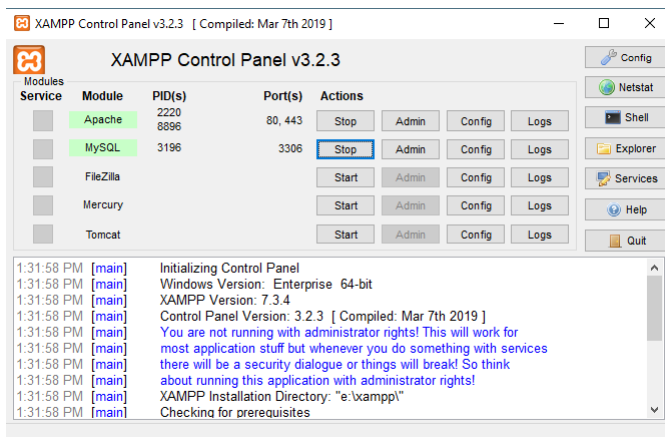 XAMPP Control Panel v3.2.3 [ Compiled: Mar 7th 2019 ]
XAMPP Control Panel v3.2.3
Config
Modules
Service Module PID(s) Port(s) Actions
Netstat
Apache 2220 8896 80, 443 Stop Admin Config Logs
Shell
MySQL 3196 3306 Stop Admin Config Logs
Explorer
FileZilla Start Admin Config Logs
Services
Mercury Start Admin Config Logs
Help
Tomcat Start Admin Config Logs
Quit
1:31:58 PM [main] Initializing Control Panel
1:31:58 PM [main] Windows Version: Enterprise 64-bit
1:31:58 PM [main] XAMPP Version: 7.3.4
1:31:58 PM [main] Control Panel Version: 3.2.3 [ Compiled: Mar 7th 2019 ]
1:31:58 PM [main] You are not running with administrator rights! This will work for
1:31:58 PM [main] most application stuff but whenever you do something with services
1:31:58 PM [main] there will be a security dialogue or things will break! So think
1:31:58 PM [main] about running this application with administrator rights!
1:31:58 PM [main] XAMPP Installation Directory: "e:\xampp\"
1:31:58 PM [main] Checking for prerequisites